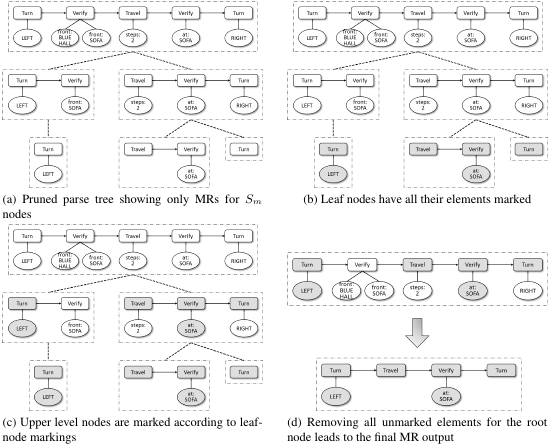 Turn Verify Travel Verify Turn
LEFT front: BLUE HALL front: SOFA steps: 2 at: SOFA RIGHT
Turn Verify Travel Verify Turn
LEFT front: SOFA steps: 2 at: SOFA RIGHT
Turn Travel Verify Turn
LEFT at: SOFA
(a) Pruned parse tree showing only MRs for Sm
nodes
Turn Verify Travel Verify Turn
LEFT front: BLUE HALL front: SOFA steps: 2 at: SOFA RIGHT
Turn Verify Travel Verify Turn
LEFT front: SOFA steps: 2 at: SOFA RIGHT
Turn Travel Verify Turn
LEFT at: SOFA
(b) Leaf nodes have all their elements marked
Turn Verify Travel Verify Turn
LEFT front: BLUE HALL front: SOFA steps: 2 at: SOFA RIGHT
Turn Verify Travel Verify Turn
LEFT front: SOFA steps: 2 at: SOFA RIGHT
Turn Travel Verify Turn
LEFT at: SOFA
(c) Upper level nodes are marked according to leaf-
node markings
Turn Verify Travel Verify Turn
LEFT front: BLUE HALL front: SOFA steps: 2 at: SOFA RIGHT
Turn Travel Verify Turn
LEFT at: SOFA
(d) Removing all unmarked elements for the root
node leads to the final MR output